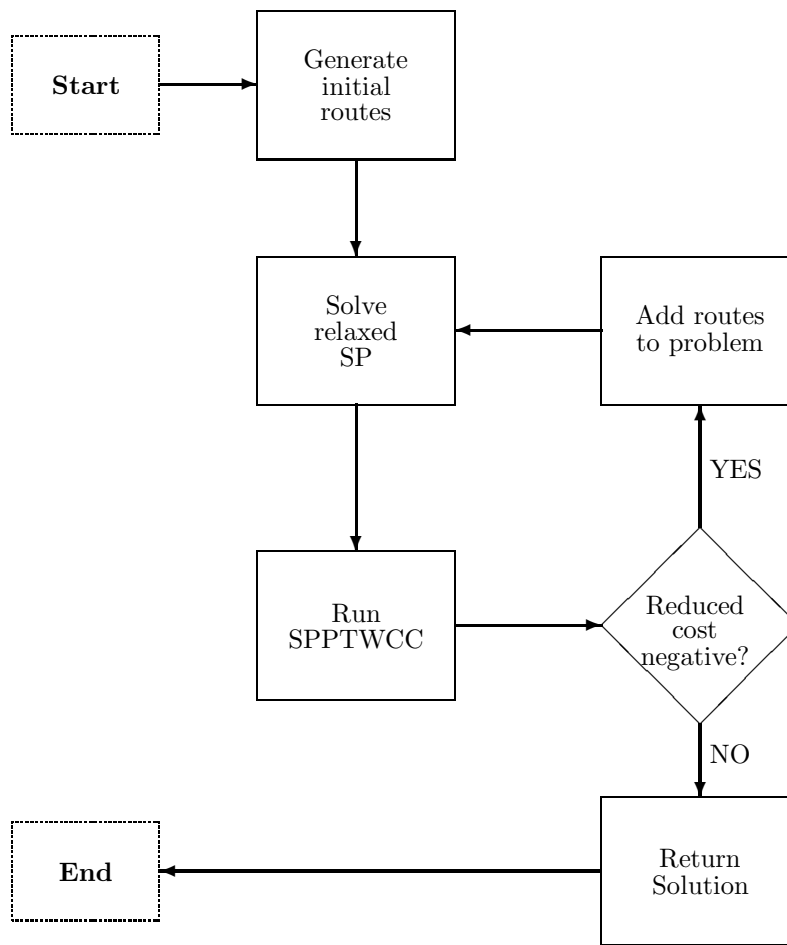 Start
Generate
initial
routes
Solve
relaxed
SP
Add routes
to problem
YES
Run
SPPTWCC
Reduced
cost
negative?
NO
End
Return
Solution